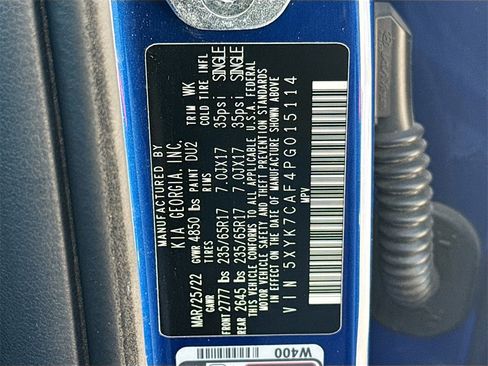 MANUFACTURED BY
KIA GEORGIA, INC.
MAR/25/22 GVWR 4850 lbs PAINT DU2 TRIM WK
GAWR TIRES RIMS COLD TIRE INFL
FRONT 2777 lbs 235/65R17 7.0JX17 35psi SINGLE
REAR 2645 lbs 235/65R17 7.0JX17 35psi SINGLE
THIS VEHICLE CONFORMS TO ALL APPLICABLE U.S.A. FEDERAL
MOTOR VEHICLE SAFETY AND THEFT PREVENTION STANDARDS
IN EFFECT ON THE DATE OF MANUFACTURE SHOWN ABOVE
VIN 5XYK7CAF4PG015114
MPV
W400